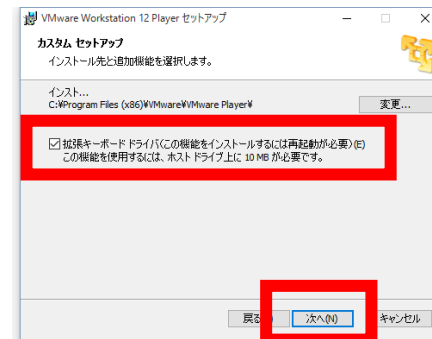 VMware Workstation 12 Player セットアップ
カスタム セットアップ
インストール先と追加機能を選択します。
インスト...
C:¥Program Files (x86)¥VMware¥VMware Player¥
変更...
拡張キーボード ドライバ(この機能をインストールするには再起動が必要)(E)
この機能を使用するには、ホスト ドライブ上に 10 MB が必要です。
戻る 次へ(N) キャンセル